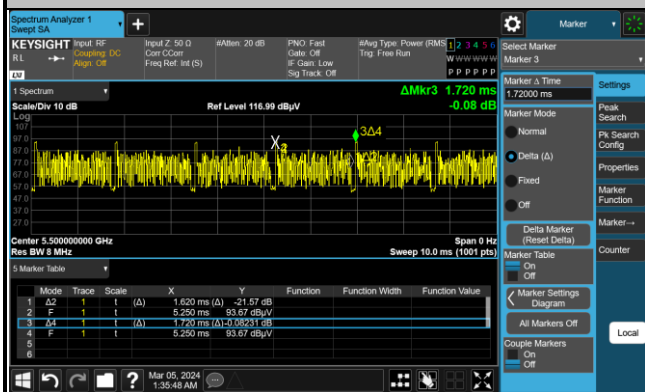 Spectrum Analyzer 1
Swept SA
Marker
KEYSIGHT
R L
LXI
Input: RF
Coupling: DC
Align: Off
Input Z: 50 Ω
Corr CCorr
Freq Ref: Int (S)
#Atten: 20 dB
PNO: Fast
Gate: Off
IF Gain: Low
Sig Track: Off
#Avg Type: Power (RMS
Trig: Free Run
1 2 3 4 5 6
W W W W W W
P P P P P P
Select Marker
Marker 3
1 Spectrum
ΔMkr3 1.720 ms
-0.08 dB
Scale/Div 10 dB
Ref Level 116.99 dBµV
Log
107
97.0
87.0
77.0
67.0
57.0
47.0
37.0
27.0
X
3Δ4
Center 5.500000000 GHz
Res BW 8 MHz
Span 0 Hz
Sweep 10.0 ms (1001 pts)
5 Marker Table
Mode Trace Scale X Y Function Function Width Function Value
1 Δ2 1 t (Δ) 1.620 ms (Δ) -21.57 dB
2 F 1 t 5.250 ms 93.67 dBµV
3 Δ4 1 t (Δ) 1.720 ms (Δ) -0.08231 dB
4 F 1 t 5.250 ms 93.67 dBµV
5
6
Marker Δ Time
1.72000 ms
Marker Mode
Normal
Delta (Δ)
Fixed
Off
Delta Marker
(Reset Delta)
Marker Table
On
Off
Marker Settings
Diagram
All Markers Off
Couple Markers
On
Off
Settings
Peak
Search
Pk Search
Config
Properties
Marker
Function
Marker→
Counter
Local
?
Mar 05, 2024
1:35:48 AM